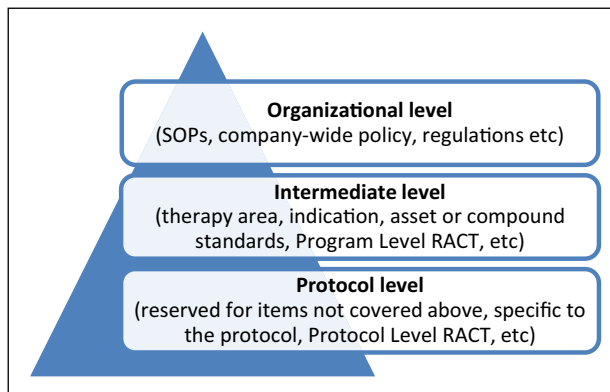 Organizational level
(SOPs, company-wide policy, regulations etc)
Intermediate level
(therapy area, indication, asset or compound
standards, Program Level RACT, etc)
Protocol level
(reserved for items not covered above, specific to
the protocol, Protocol Level RACT, etc)